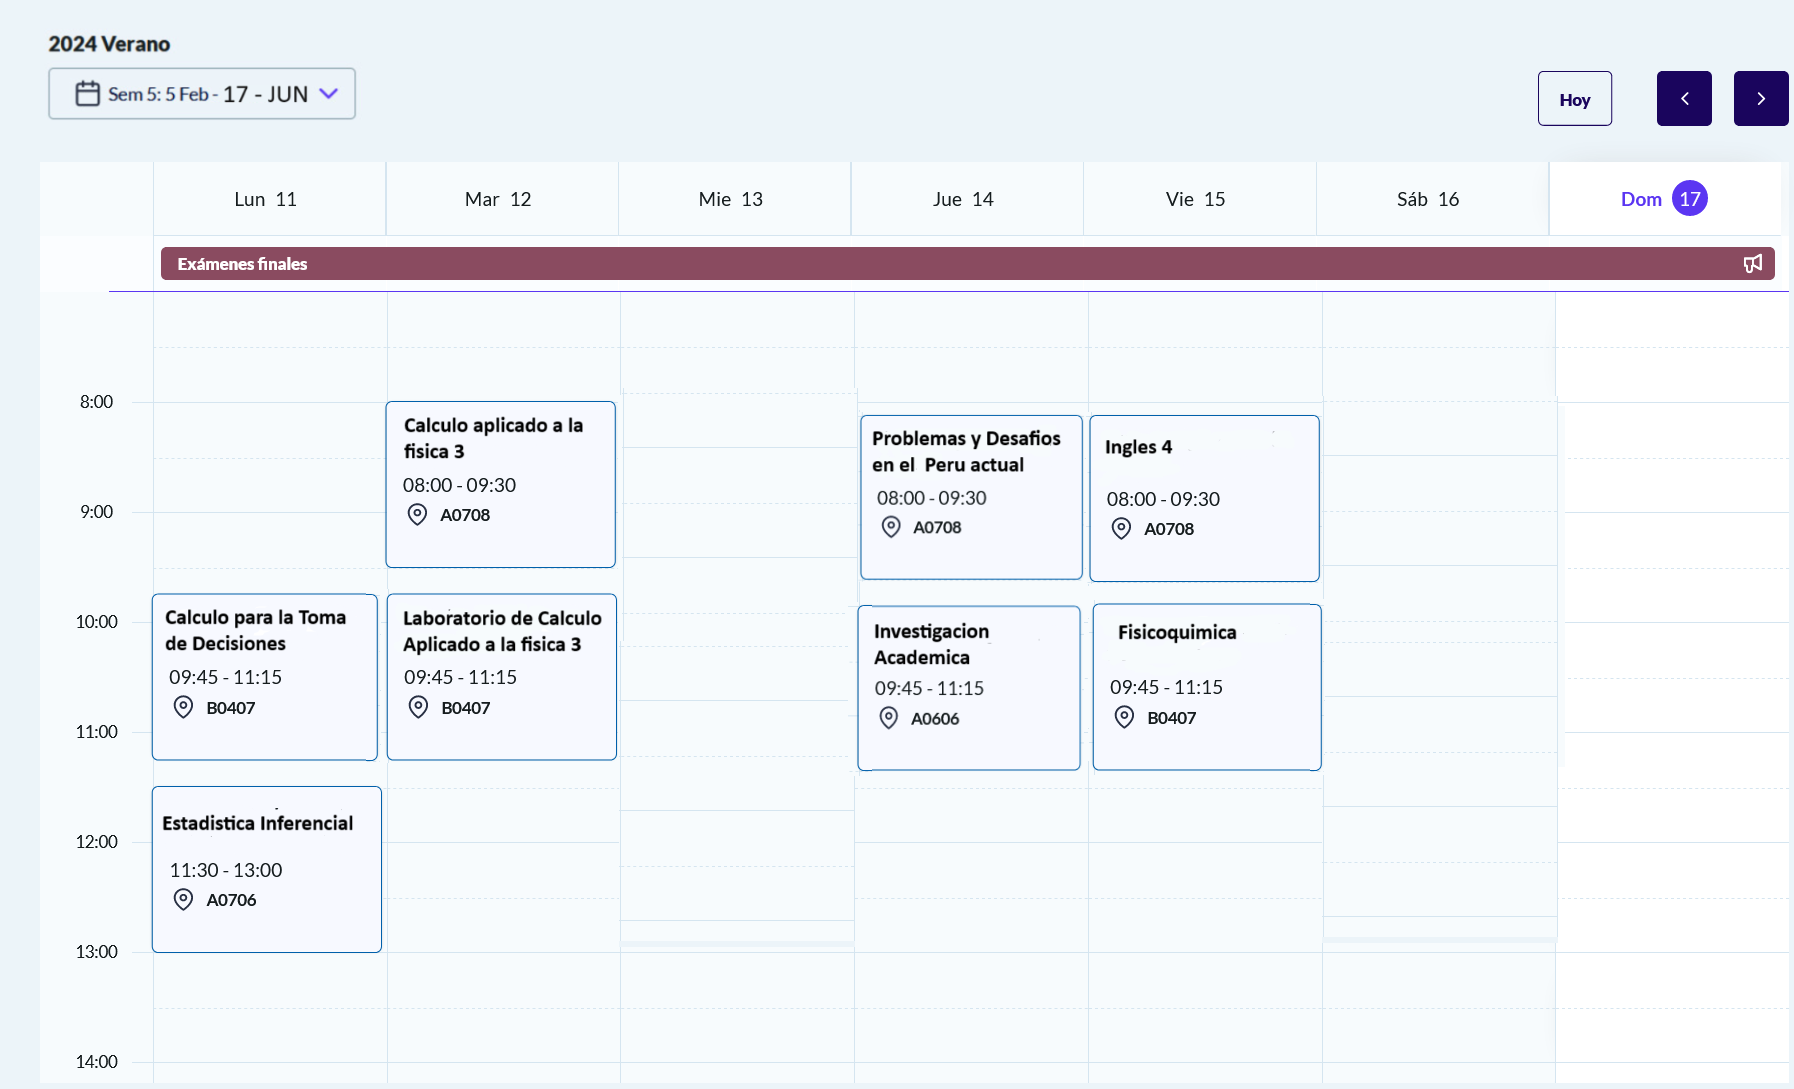 2024 Verano
Sem 5: 5 Feb - 17 - JUN
Hoy
Lun 11
Mar 12
Mie 13
Jue 14
Vie 15
Sáb 16
Dom 17
Exámenes finales
8:00
9:00
10:00
11:00
12:00
13:00
14:00
Calculo para la Toma
de Decisiones
09:45 - 11:15
B0407
Estadistica Inferencial
11:30 - 13:00
A0706
Calculo aplicado a la
fisica 3
08:00 - 09:30
A0708
Laboratorio de Calculo
Aplicado a la fisica 3
09:45 - 11:15
B0407
Problemas y Desafios
en el Peru actual
08:00 - 09:30
A0708
Investigacion
Academica
09:45 - 11:15
A0606
Ingles 4
08:00 - 09:30
A0708
Fisicoquimica
09:45 - 11:15
B0407